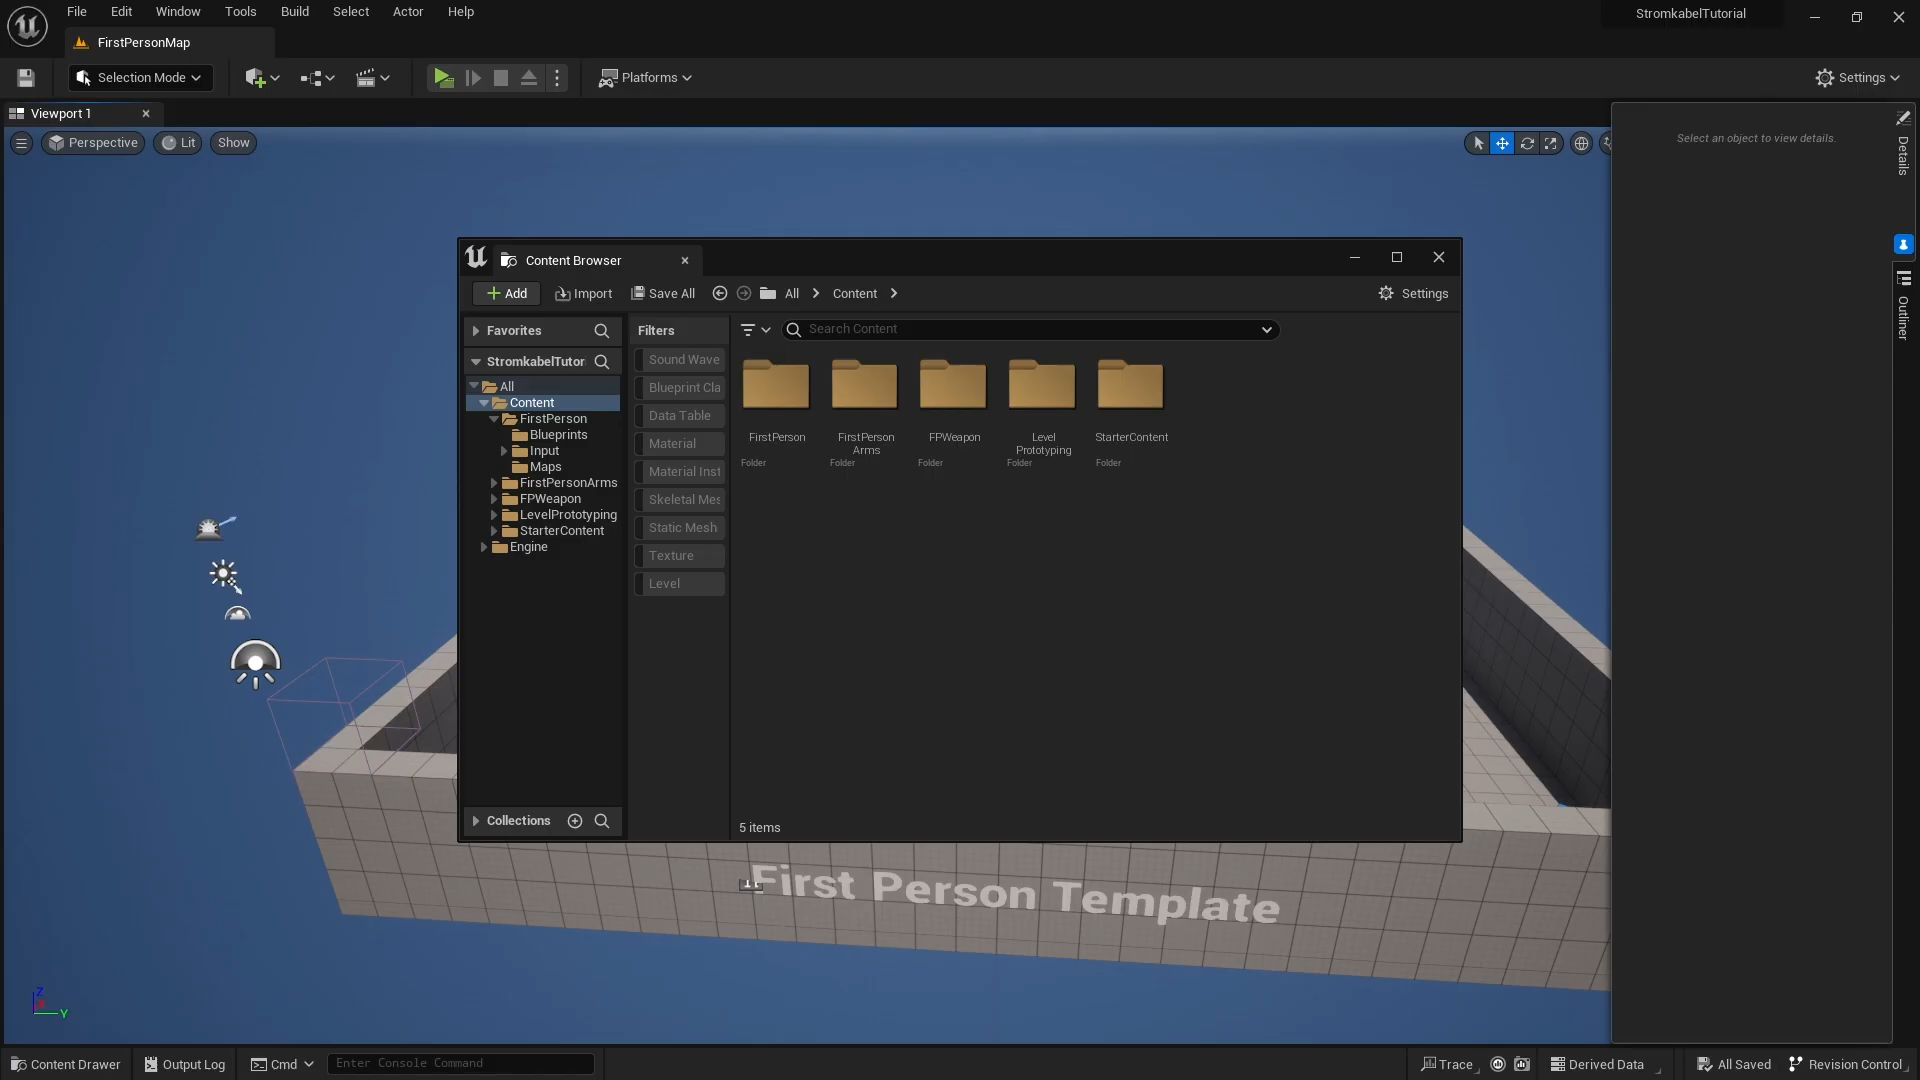 File Edit Window Tools Build Select Actor Help
StromkabelTutorial
FirstPersonMap
Selection Mode
Platforms
Settings
Viewport 1
Perspective Lit Show
Select an object to view details.
Details
Outliner
Content Browser
Add Import Save All All Content Settings
Favorites
StromkabelTutor
All
Content
FirstPerson
Blueprints
Input
Maps
FirstPersonArms
FPWeapon
LevelPrototyping
StarterContent
Engine
Collections
Filters
Sound Wave
Blueprint Cla
Data Table
Material
Material Inst
Skeletal Mes
Static Mesh
Texture
Level
Search Content
FirstPerson
Folder
FirstPerson
Arms
Folder
FPWeapon
Folder
Level
Prototyping
Folder
StarterContent
Folder
5 items
First Person Template
Z
Y
Content Drawer Output Log Cmd Enter Console Command
Trace Derived Data All Saved Revision Control